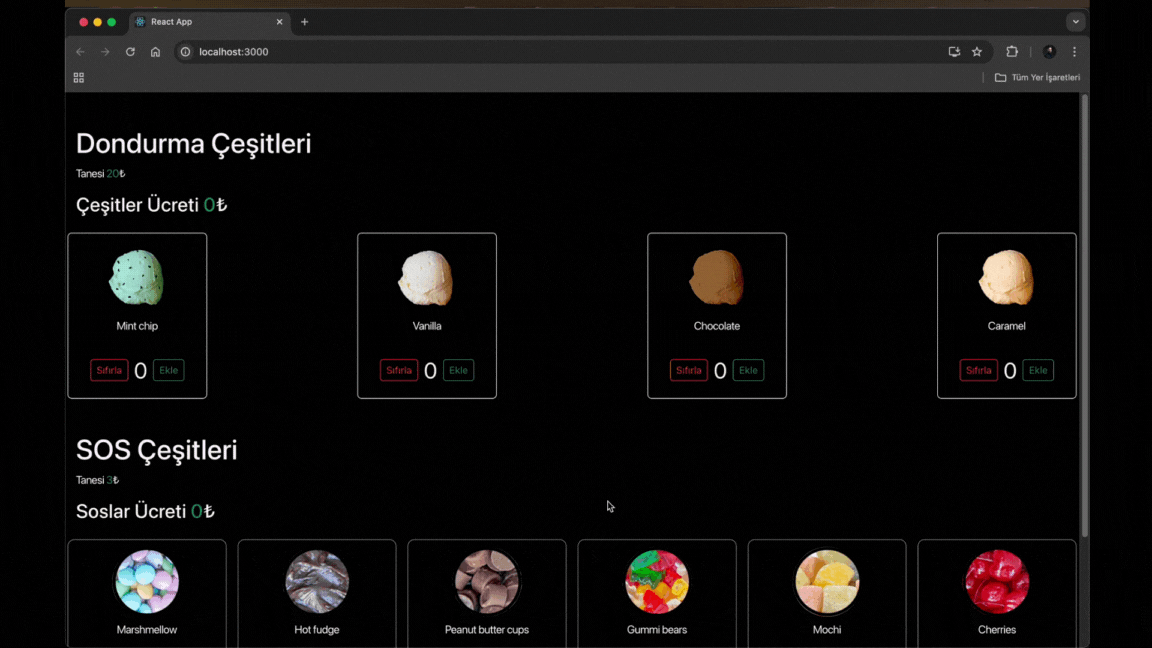 React App
localhost:3000
Tüm Yer İşaretleri
Dondurma Çeşitleri
Tanesi 20₺
Çeşitler Ücreti 0₺
Mint chip
Vanilla
Chocolate
Caramel
Sıfırla 0 Ekle
Sıfırla 0 Ekle
Sıfırla 0 Ekle
Sıfırla 0 Ekle
SOS Çeşitleri
Tanesi 3₺
Soslar Ücreti 0₺
Marshmellow
Hot fudge
Peanut butter cups
Gummi bears
Mochi
Cherries